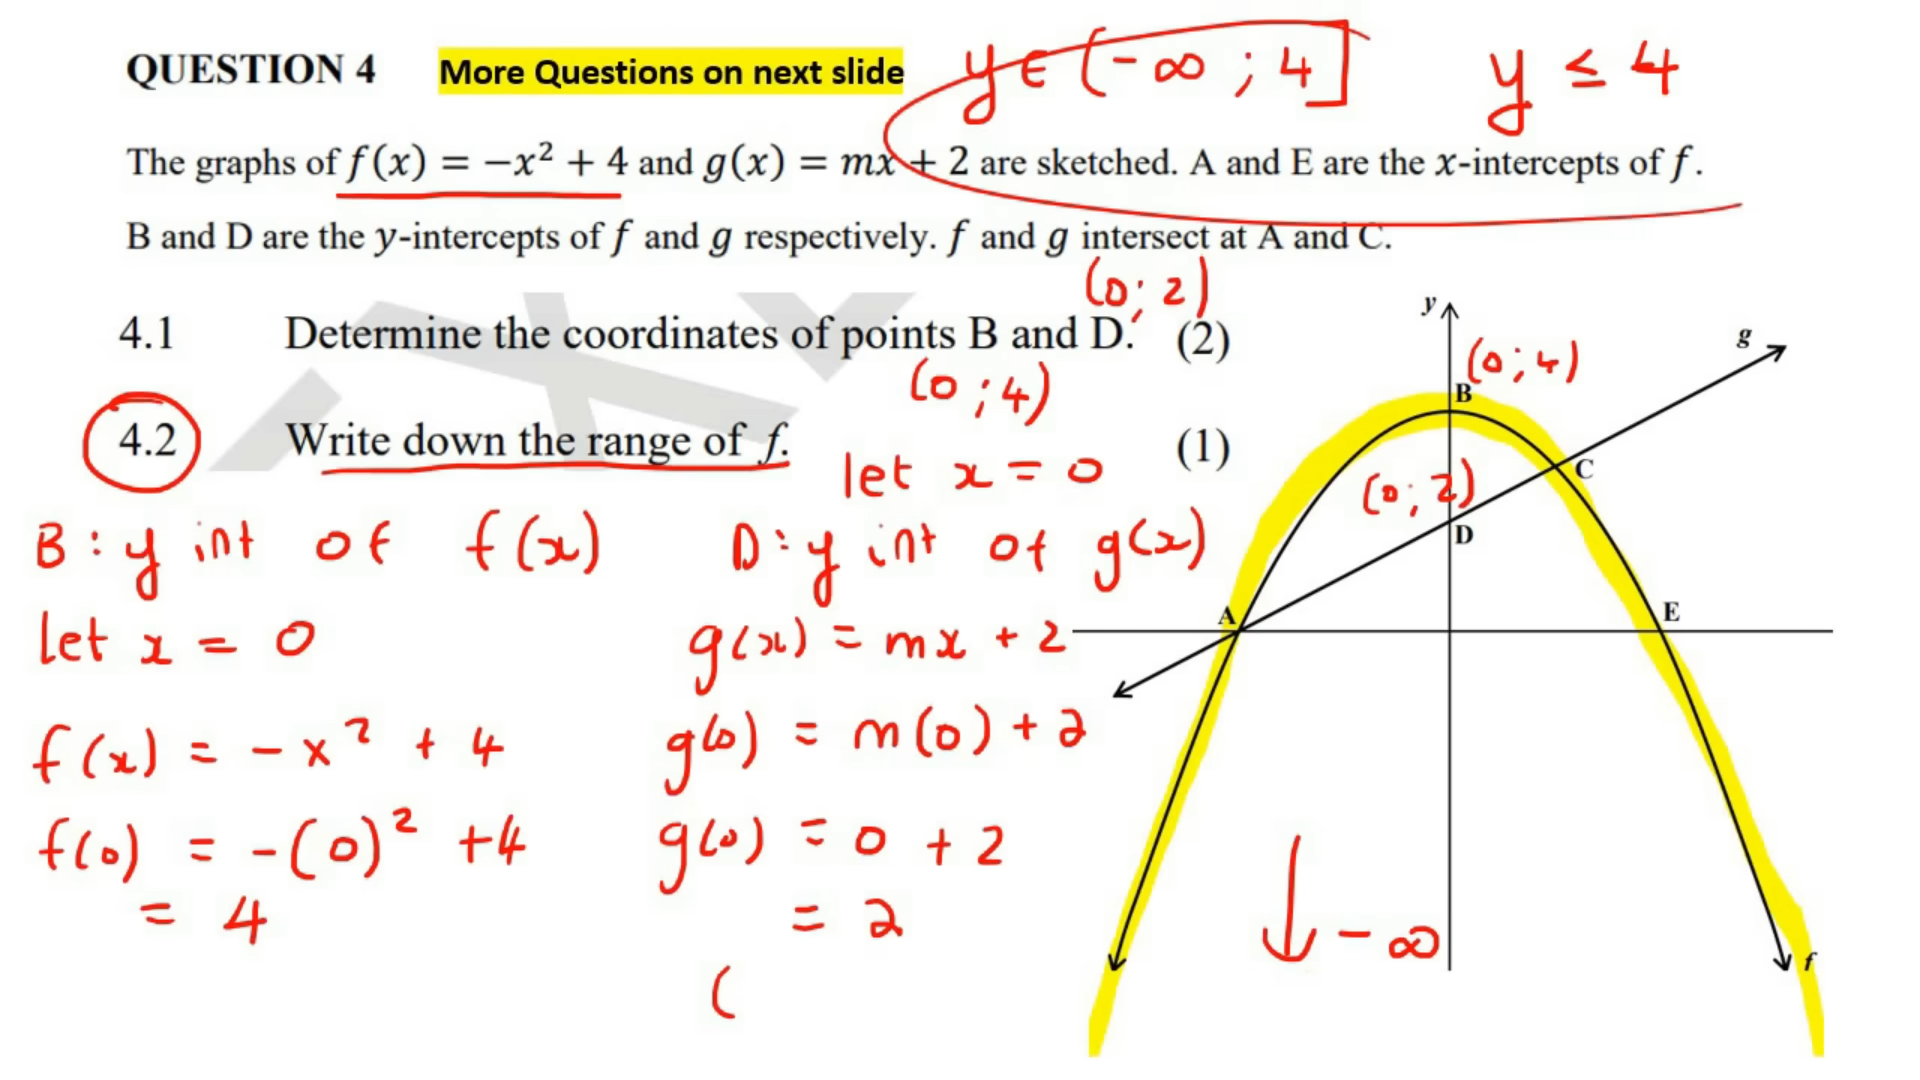 QUESTION 4 More Questions on next slide y ∈ (-∞ ; 4] y ≤ 4
The graphs of f(x) = −x² + 4 and g(x) = mx + 2 are sketched. A and E are the x-intercepts of f.
B and D are the y-intercepts of f and g respectively. f and g intersect at A and C.
(0; 2)
4.1 Determine the coordinates of points B and D. (2)
(0 ; 4)
4.2 Write down the range of f. (1)
let x = 0
B : y int of f(x)
let x = 0
f(x) = -x² + 4
f(0) = -(0)² +4
= 4
D : y int of g(x)
g(x) = mx + 2
g(0) = m(0) + 2
g(0) = 0 + 2
= 2
(
y
g
(0 ; 4)
B
C
(0; 2)
D
A
E
-∞
f